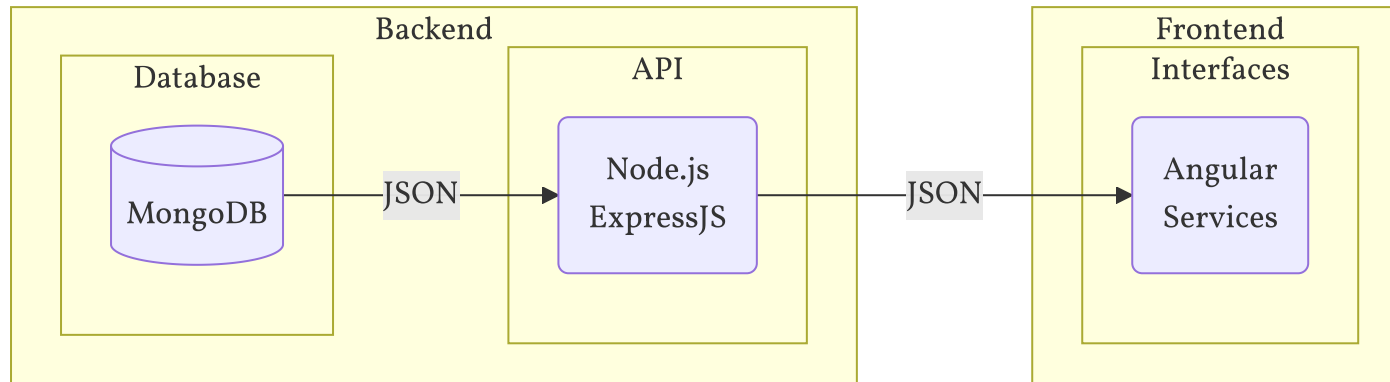 Backend
Database
MongoDB
JSON
API
Node.js
ExpressJS
JSON
Frontend
Interfaces
Angular
Services